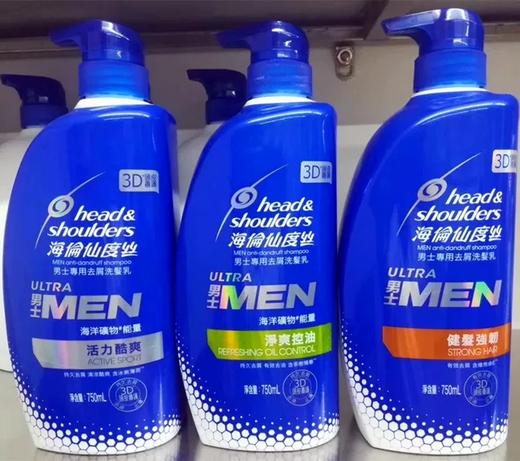 3D
head &
shoulders
海倫仙度絲
MEN anti-dandruff shampoo
男士專用去屑洗髮乳
ULTRA
男士MEN
海洋礦物*能量
活力酷爽
ACTIVE SPORT
淨含量:750mL
3D
3D
head &
shoulders
海倫仙度絲
MEN anti-dandruff shampoo
男士專用去屑洗髮乳
ULTRA
男士MEN
海洋礦物*能量
淨爽控油
REFRESHING OIL CONTROL
淨含量:750mL
3D
3D
head &
shoulders
海倫仙度絲
MEN anti-dandruff shampoo
男士專用去屑洗髮乳
ULTRA
男士MEN
健髮強韌
STRONG HAIR
淨含量:750mL
3D